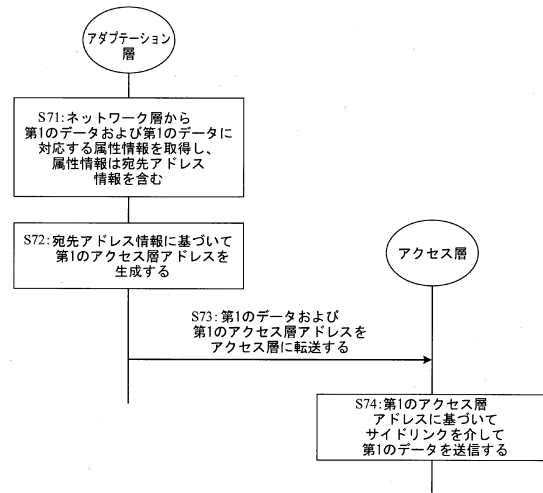 アダプテーション
層
S71:ネットワーク層から
第1のデータおよび第1のデータに
対応する属性情報を取得し、
属性情報は宛先アドレス
情報を含む
S72:宛先アドレス情報に基づいて
第1のアクセス層アドレスを
生成する
アクセス層
S73:第1のデータおよび
第1のアクセス層アドレスを
アクセス層に転送する
S74:第1のアクセス層
アドレスに基づいて
サイドリンクを介して
第1のデータを送信する